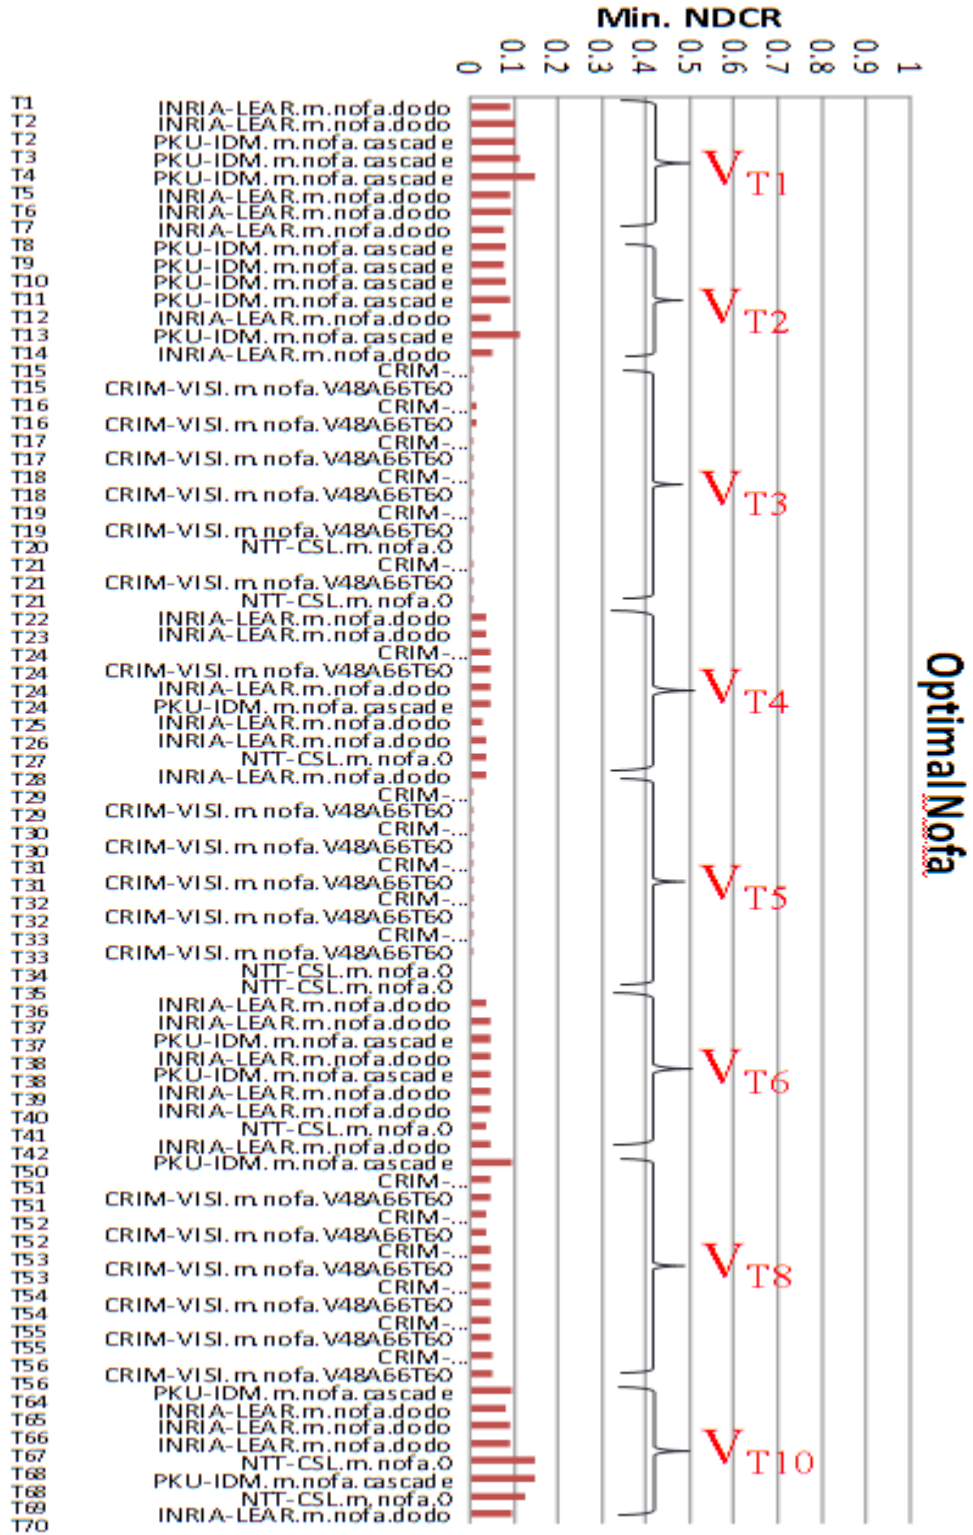 Min. NDCR
0 0.1 0.2 0.3 0.4 0.5 0.6 0.7 0.8 0.9 1
Optimal Nofa
T1 INRIA-LEAR.m.nofa.dodo
T2 INRIA-LEAR.m.nofa.dodo
T2 PKU-IDM.m.nofa.cascade
T3 PKU-IDM.m.nofa.cascade
T4 PKU-IDM.m.nofa.cascade
T5 INRIA-LEAR.m.nofa.dodo
T6 INRIA-LEAR.m.nofa.dodo
T7 INRIA-LEAR.m.nofa.dodo
T8 PKU-IDM.m.nofa.cascade
T9 PKU-IDM.m.nofa.cascade
T10 PKU-IDM.m.nofa.cascade
T11 PKU-IDM.m.nofa.cascade
T12 INRIA-LEAR.m.nofa.dodo
T13 PKU-IDM.m.nofa.cascade
T14 INRIA-LEAR.m.nofa.dodo
T15 CRIM-...
T15 CRIM-VISI.m.nofa.V48A66T60
T16 CRIM-...
T16 CRIM-VISI.m.nofa.V48A66T60
T17 CRIM-...
T17 CRIM-VISI.m.nofa.V48A66T60
T18 CRIM-...
T18 CRIM-VISI.m.nofa.V48A66T60
T19 CRIM-...
T19 CRIM-VISI.m.nofa.V48A66T60
T20 NTT-CSL.m.nofa.0
T21 CRIM-...
T21 CRIM-VISI.m.nofa.V48A66T60
T21 NTT-CSL.m.nofa.0
T22 INRIA-LEAR.m.nofa.dodo
T23 INRIA-LEAR.m.nofa.dodo
T24 CRIM-...
T24 CRIM-VISI.m.nofa.V48A66T60
T24 INRIA-LEAR.m.nofa.dodo
T24 PKU-IDM.m.nofa.cascade
T25 INRIA-LEAR.m.nofa.dodo
T26 INRIA-LEAR.m.nofa.dodo
T27 NTT-CSL.m.nofa.0
T28 INRIA-LEAR.m.nofa.dodo
T29 CRIM-...
T29 CRIM-VISI.m.nofa.V48A66T60
T30 CRIM-...
T30 CRIM-VISI.m.nofa.V48A66T60
T31 CRIM-...
T31 CRIM-VISI.m.nofa.V48A66T60
T32 CRIM-...
T32 CRIM-VISI.m.nofa.V48A66T60
T33 CRIM-...
T33 CRIM-VISI.m.nofa.V48A66T60
T34 NTT-CSL.m.nofa.0
T35 NTT-CSL.m.nofa.0
T36 INRIA-LEAR.m.nofa.dodo
T37 INRIA-LEAR.m.nofa.dodo
T37 PKU-IDM.m.nofa.cascade
T38 INRIA-LEAR.m.nofa.dodo
T38 PKU-IDM.m.nofa.cascade
T39 INRIA-LEAR.m.nofa.dodo
T40 INRIA-LEAR.m.nofa.dodo
T41 NTT-CSL.m.nofa.0
T42 INRIA-LEAR.m.nofa.dodo
T50 PKU-IDM.m.nofa.cascade
T51 CRIM-...
T51 CRIM-VISI.m.nofa.V48A66T60
T52 CRIM-...
T52 CRIM-VISI.m.nofa.V48A66T60
T53 CRIM-...
T53 CRIM-VISI.m.nofa.V48A66T60
T54 CRIM-...
T54 CRIM-VISI.m.nofa.V48A66T60
T55 CRIM-...
T55 CRIM-VISI.m.nofa.V48A66T60
T56 CRIM-...
T56 CRIM-VISI.m.nofa.V48A66T60
T64 PKU-IDM.m.nofa.cascade
T65 INRIA-LEAR.m.nofa.dodo
T66 INRIA-LEAR.m.nofa.dodo
T67 INRIA-LEAR.m.nofa.dodo
T68 NTT-CSL.m.nofa.0
T68 PKU-IDM.m.nofa.cascade
T69 NTT-CSL.m.nofa.0
T70 INRIA-LEAR.m.nofa.dodo
V T1
V T2
V T3
V T4
V T5
V T6
V T8
V T10